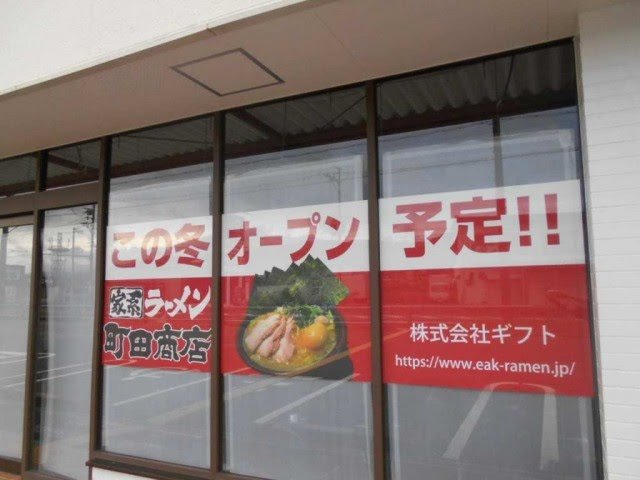 この冬 オープン 予定!!
家系ラーメン
町田商店
株式会社ギフト
https://www.eak-ramen.jp/